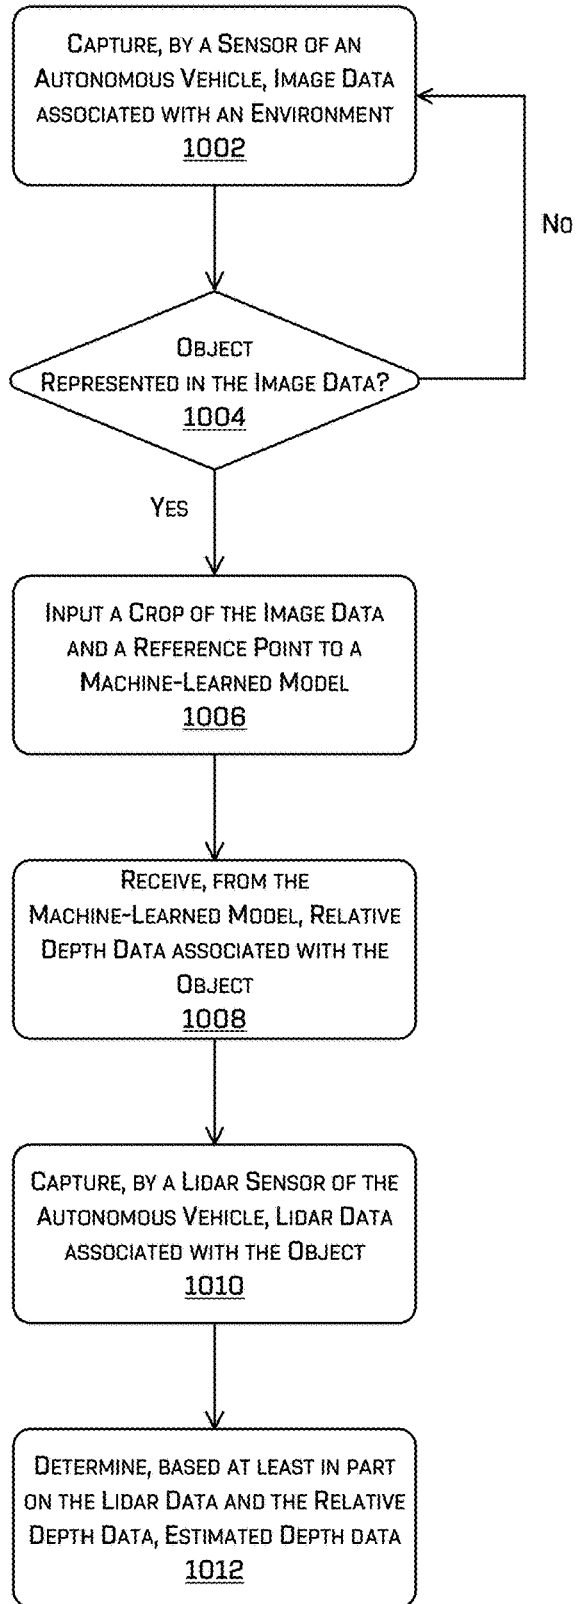 Capture, by a Sensor of an
Autonomous Vehicle, Image Data
associated with an Environment
1002
No
Object
Represented in the Image Data?
1004
Yes
Input a Crop of the Image Data
and a Reference Point to a
Machine-Learned Model
1006
Receive, from the
Machine-Learned Model, Relative
Depth Data associated with the
Object
1008
Capture, by a Lidar Sensor of the
Autonomous Vehicle, Lidar Data
associated with the Object
1010
Determine, based at least in part
on the Lidar Data and the Relative
Depth Data, Estimated Depth data
1012